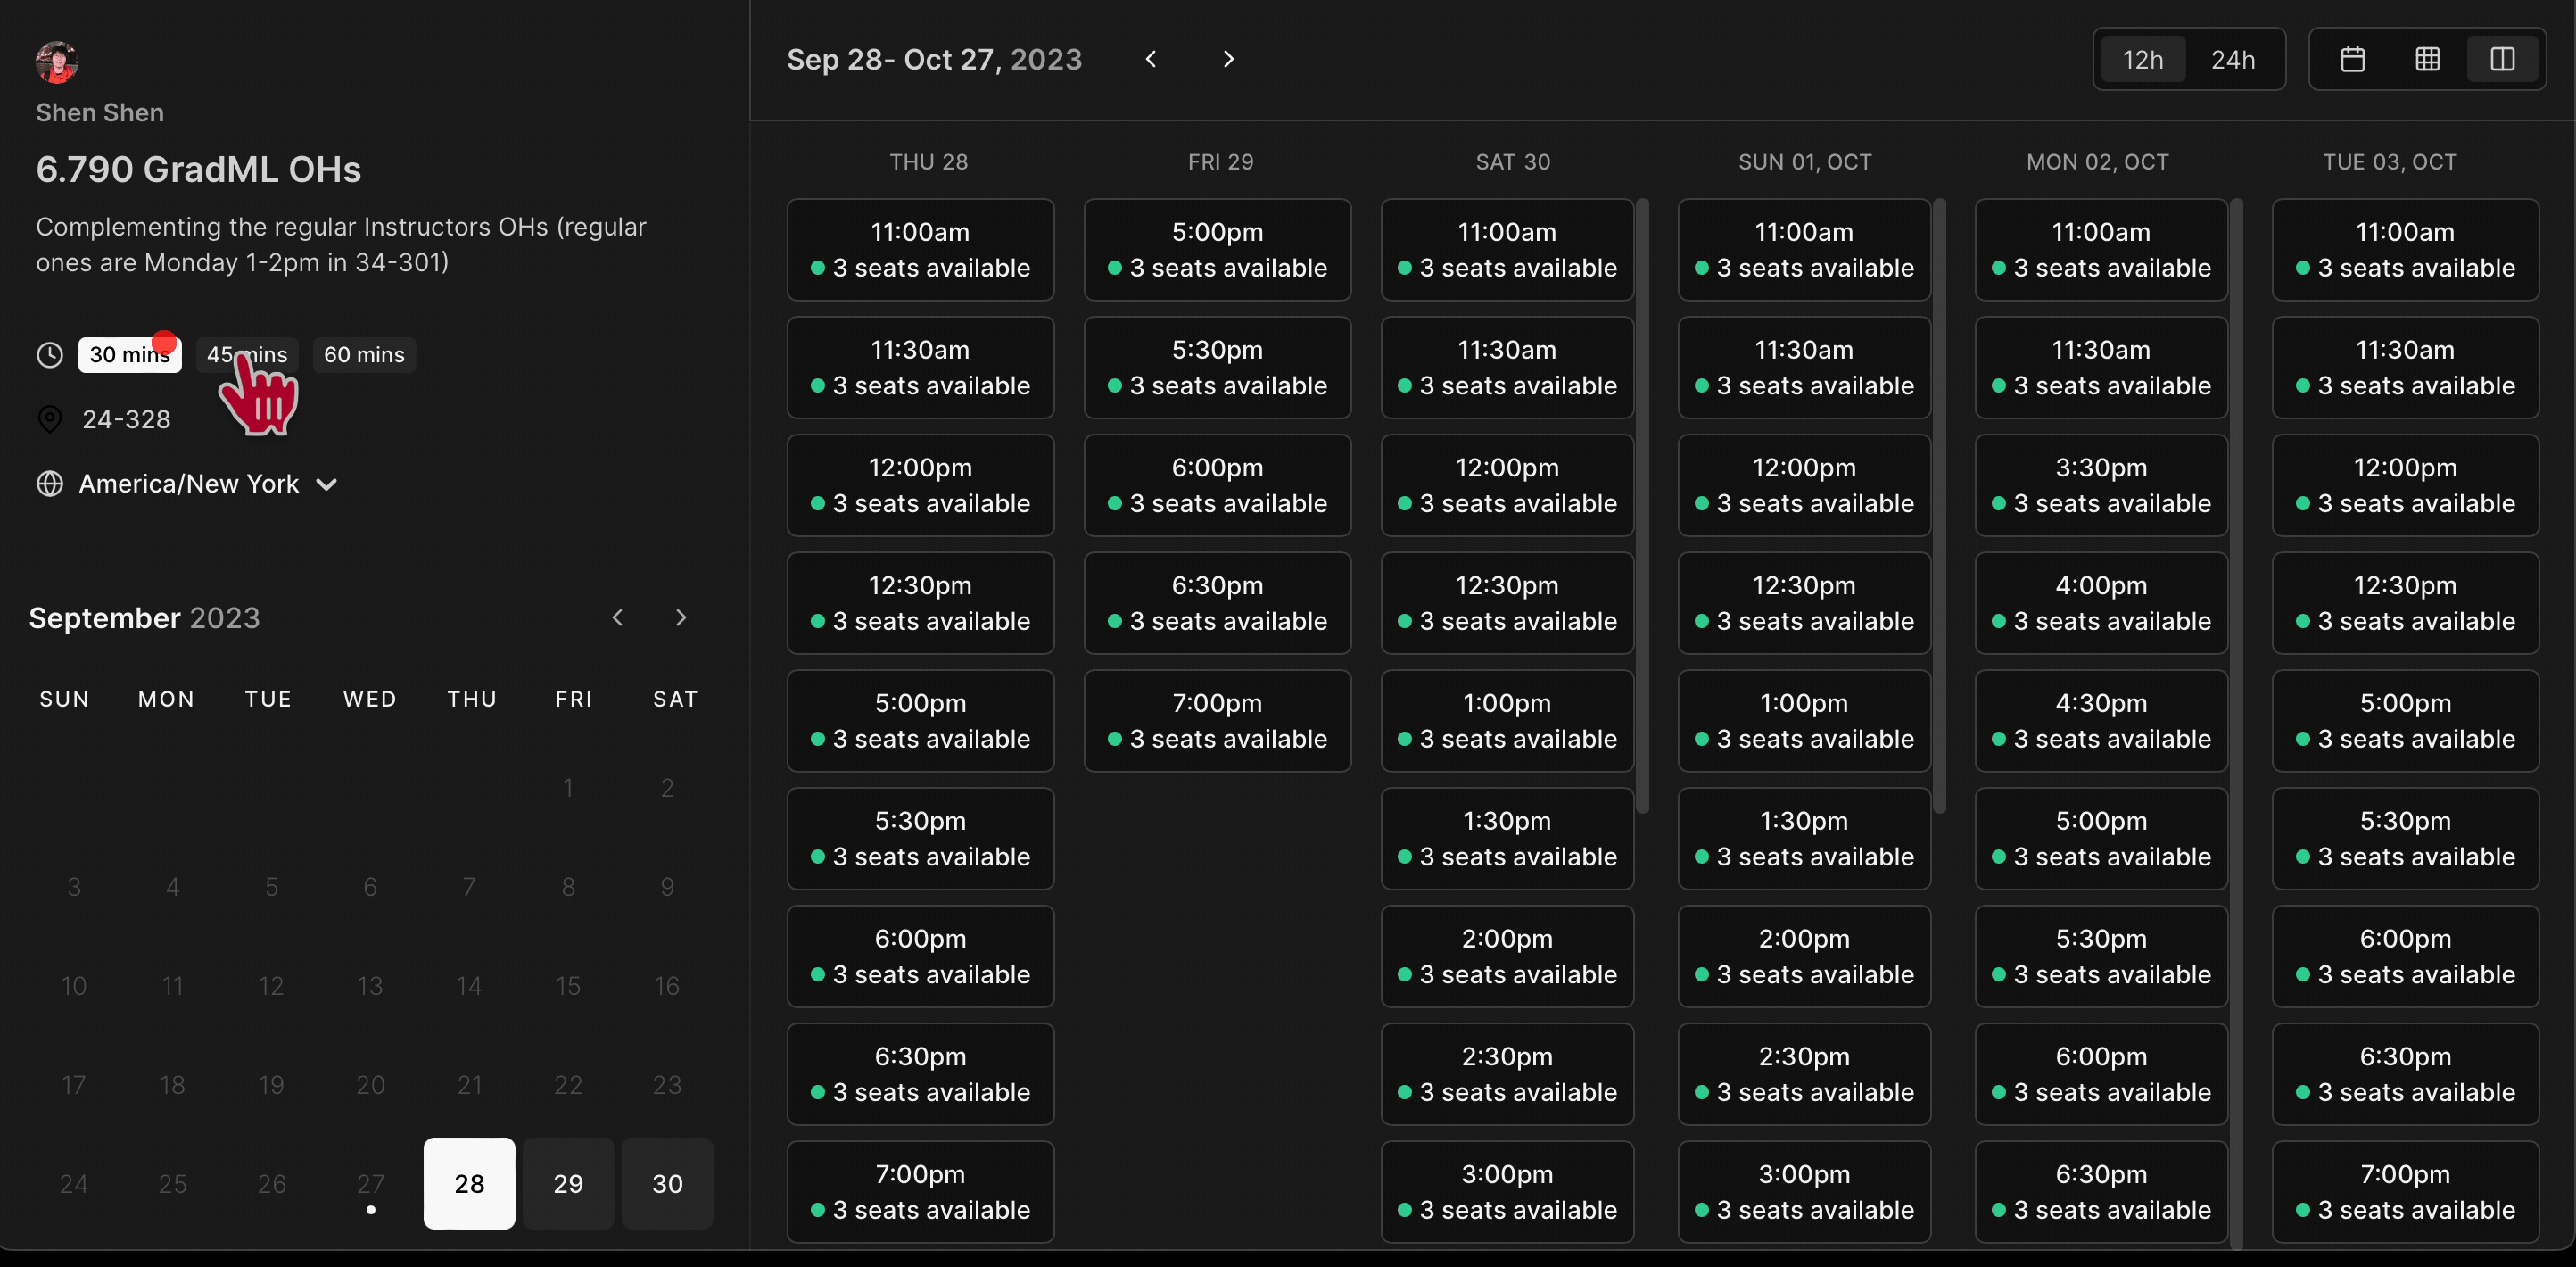 Shen Shen
6.790 GradML OHs
Complementing the regular Instructors OHs (regular
ones are Monday 1-2pm in 34-301)
30 mins 45 mins 60 mins
24-328
America/New York
September 2023
SUN MON TUE WED THU FRI SAT
1 2
3 4 5 6 7 8 9
10 11 12 13 14 15 16
17 18 19 20 21 22 23
24 25 26 27 28 29 30
Sep 28- Oct 27, 2023
12h 24h
THU 28
11:00am
3 seats available
11:30am
3 seats available
12:00pm
3 seats available
12:30pm
3 seats available
5:00pm
3 seats available
5:30pm
3 seats available
6:00pm
3 seats available
6:30pm
3 seats available
7:00pm
3 seats available
FRI 29
5:00pm
3 seats available
5:30pm
3 seats available
6:00pm
3 seats available
6:30pm
3 seats available
7:00pm
3 seats available
SAT 30
11:00am
3 seats available
11:30am
3 seats available
12:00pm
3 seats available
12:30pm
3 seats available
1:00pm
3 seats available
1:30pm
3 seats available
2:00pm
3 seats available
2:30pm
3 seats available
3:00pm
3 seats available
SUN 01, OCT
11:00am
3 seats available
11:30am
3 seats available
12:00pm
3 seats available
12:30pm
3 seats available
1:00pm
3 seats available
1:30pm
3 seats available
2:00pm
3 seats available
2:30pm
3 seats available
3:00pm
3 seats available
MON 02, OCT
11:00am
3 seats available
11:30am
3 seats available
3:30pm
3 seats available
4:00pm
3 seats available
4:30pm
3 seats available
5:00pm
3 seats available
5:30pm
3 seats available
6:00pm
3 seats available
6:30pm
3 seats available
TUE 03, OCT
11:00am
3 seats available
11:30am
3 seats available
12:00pm
3 seats available
12:30pm
3 seats available
5:00pm
3 seats available
5:30pm
3 seats available
6:00pm
3 seats available
6:30pm
3 seats available
7:00pm
3 seats available